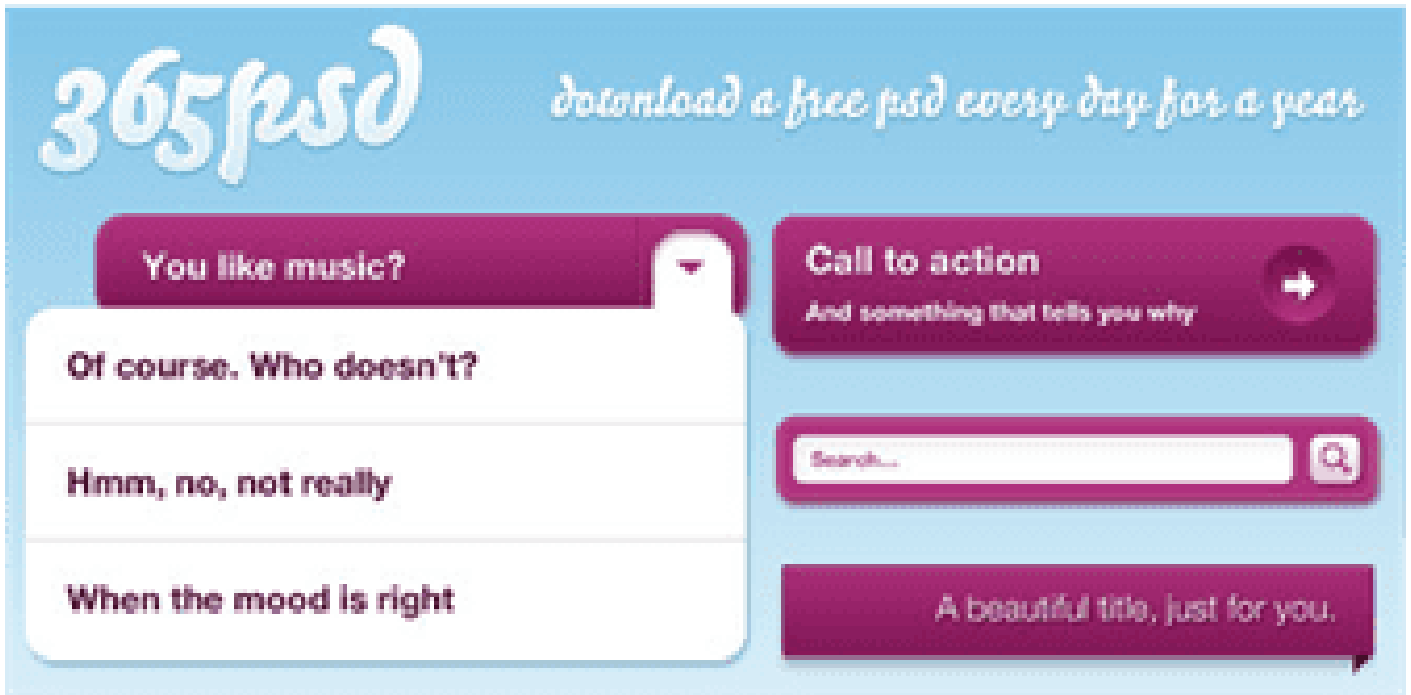 365psd
download a free psd every day for a year
You like music?
Of course. Who doesn't?
Hmm, no, not really
When the mood is right
Call to action
And something that tells you why
Search...
A beautiful title, just for you.